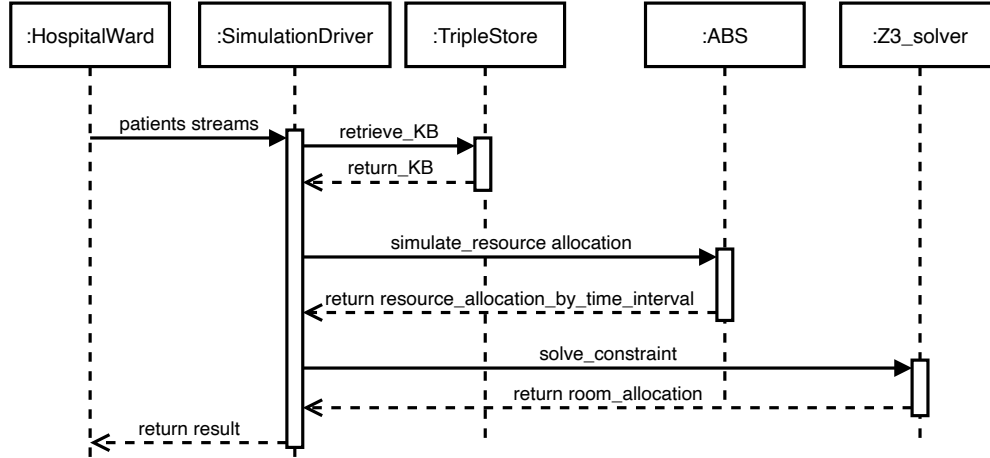 :HospitalWard
:SimulationDriver
:TripleStore
:ABS
:Z3_solver
patients streams
retrieve_KB
return_KB
simulate_resource allocation
return resource_allocation_by_time_interval
solve_constraint
return room_allocation
return result